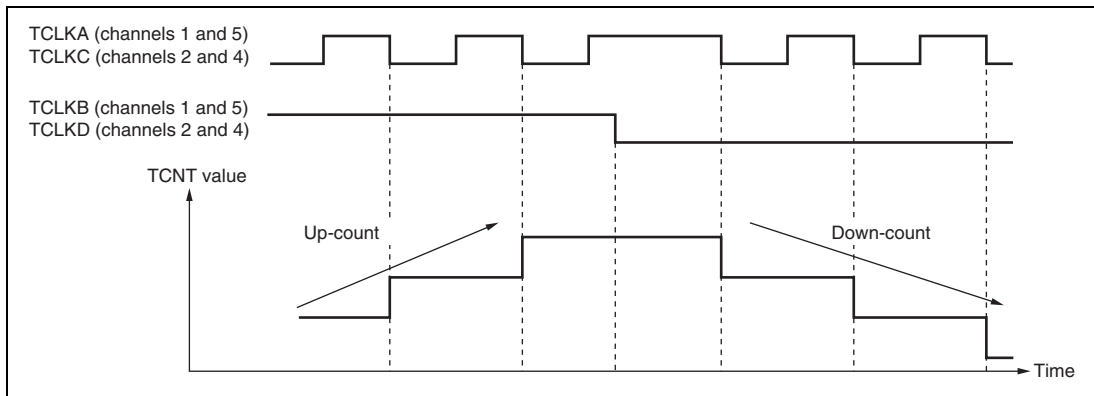 TCLKA (channels 1 and 5)
TCLKC (channels 2 and 4)
TCLKB (channels 1 and 5)
TCLKD (channels 2 and 4)
TCNT value
Up-count
Down-count
Time